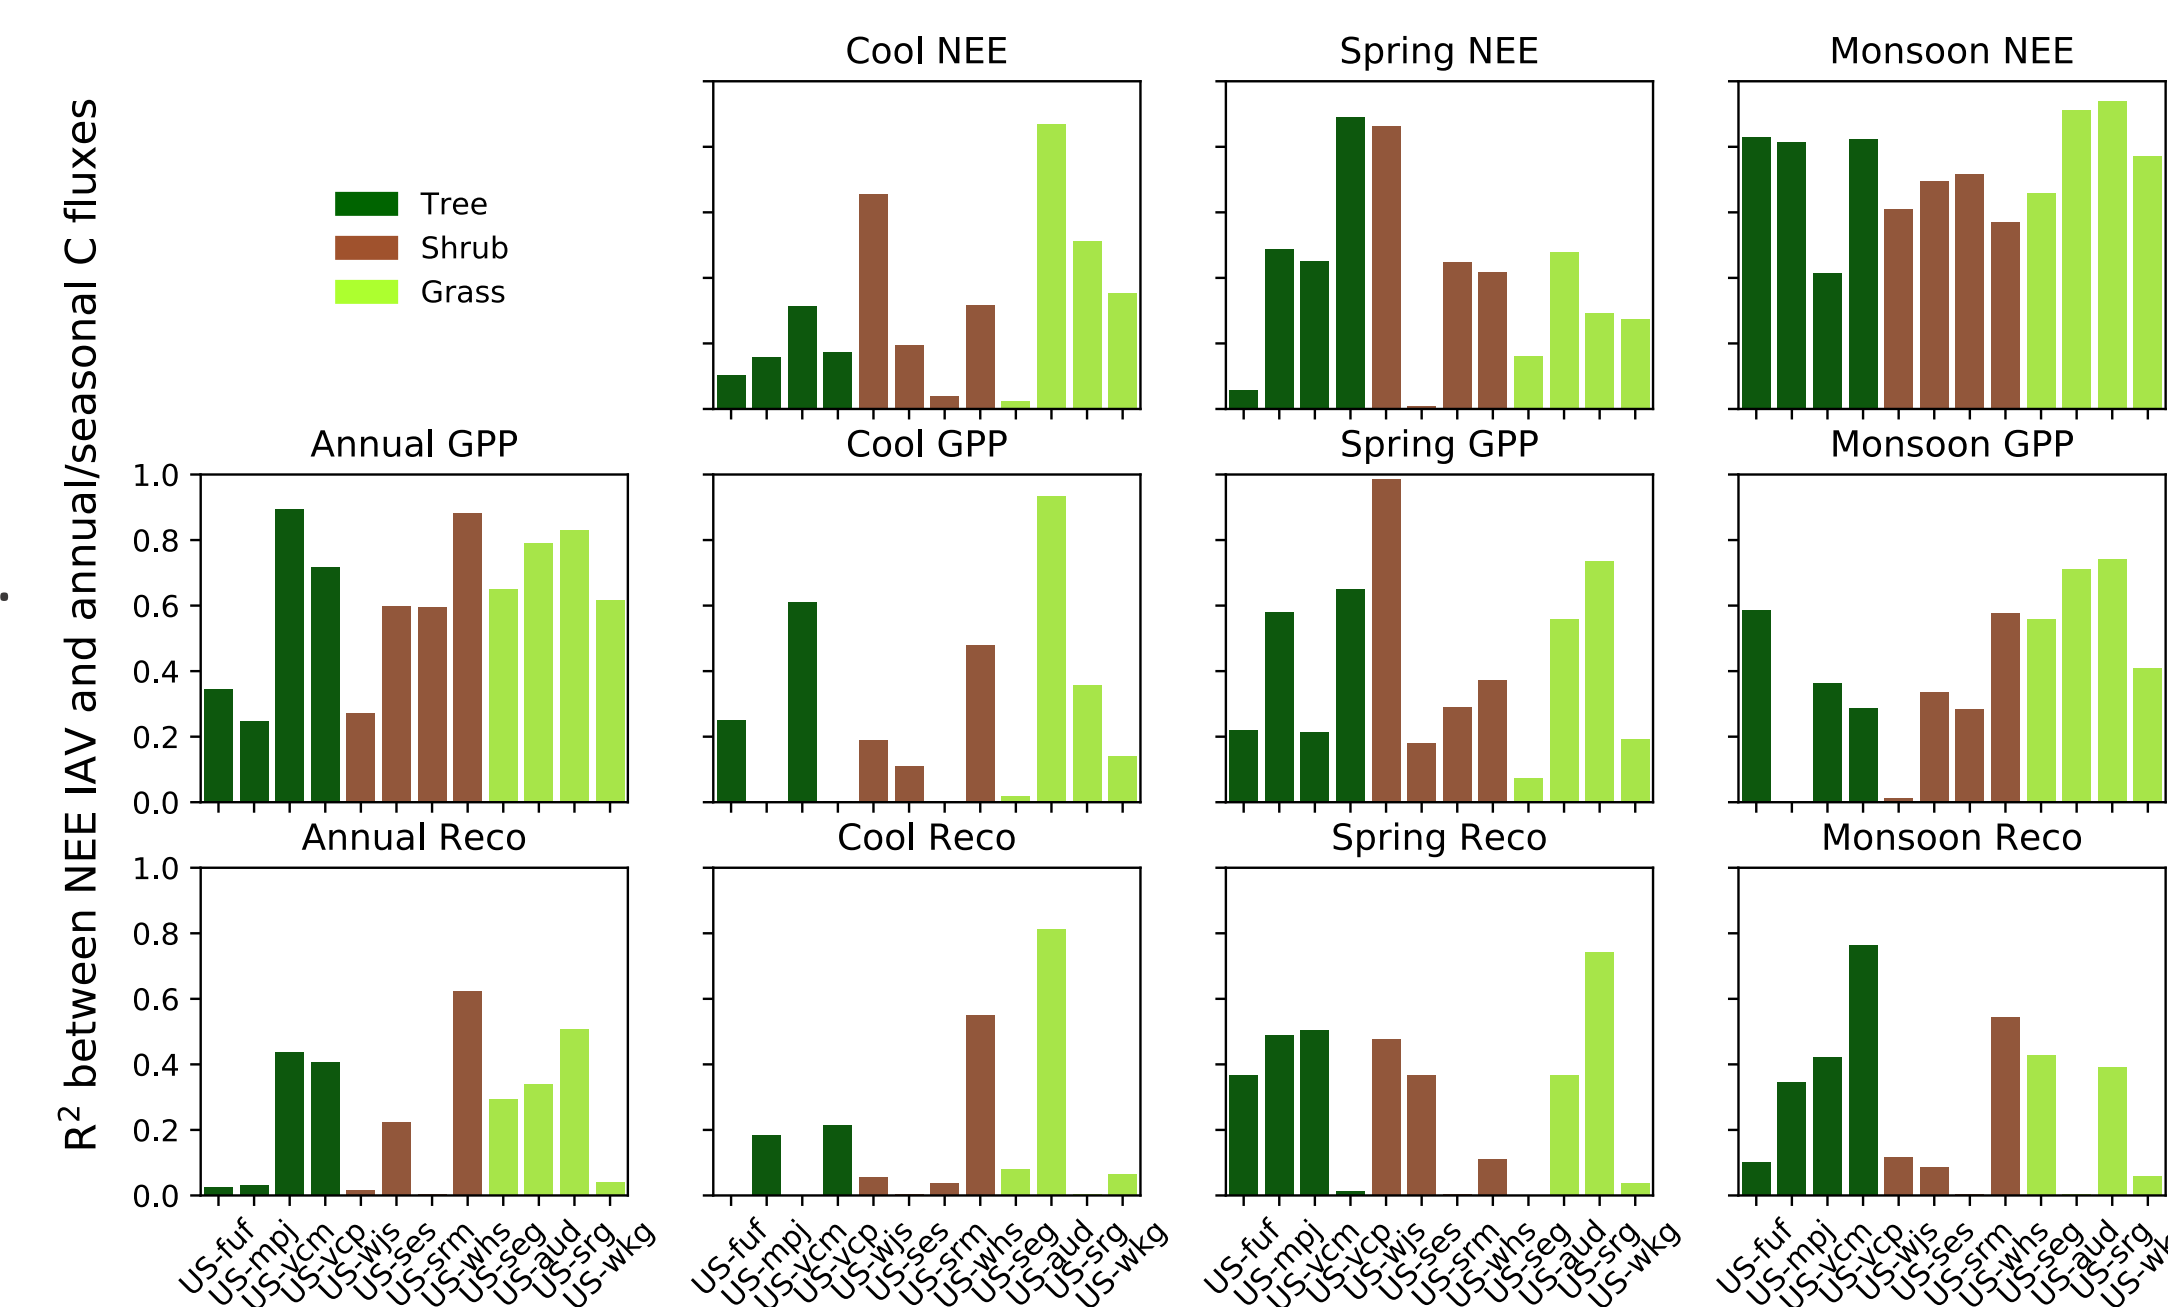 Cool NEE
Spring NEE
Monsoon NEE
Tree
Shrub
Grass
R² between NEE IAV and annual/seasonal C fluxes
Annual GPP
Cool GPP
Spring GPP
Monsoon GPP
1.0
0.8
0.6
0.4
0.2
0.0
Annual Reco
Cool Reco
Spring Reco
Monsoon Reco
1.0
0.8
0.6
0.4
0.2
0.0
US-fuf
US-mpj
US-vcm
US-vcp
US-wjs
US-ses
US-srm
US-whs
US-seg
US-aud
US-srg
US-wkg
US-fuf
US-mpj
US-vcm
US-vcp
US-wjs
US-ses
US-srm
US-whs
US-seg
US-aud
US-srg
US-wkg
US-fuf
US-mpj
US-vcm
US-vcp
US-wjs
US-ses
US-srm
US-whs
US-seg
US-aud
US-srg
US-wkg
US-fuf
US-mpj
US-vcm
US-vcp
US-wjs
US-ses
US-srm
US-whs
US-seg
US-aud
US-srg